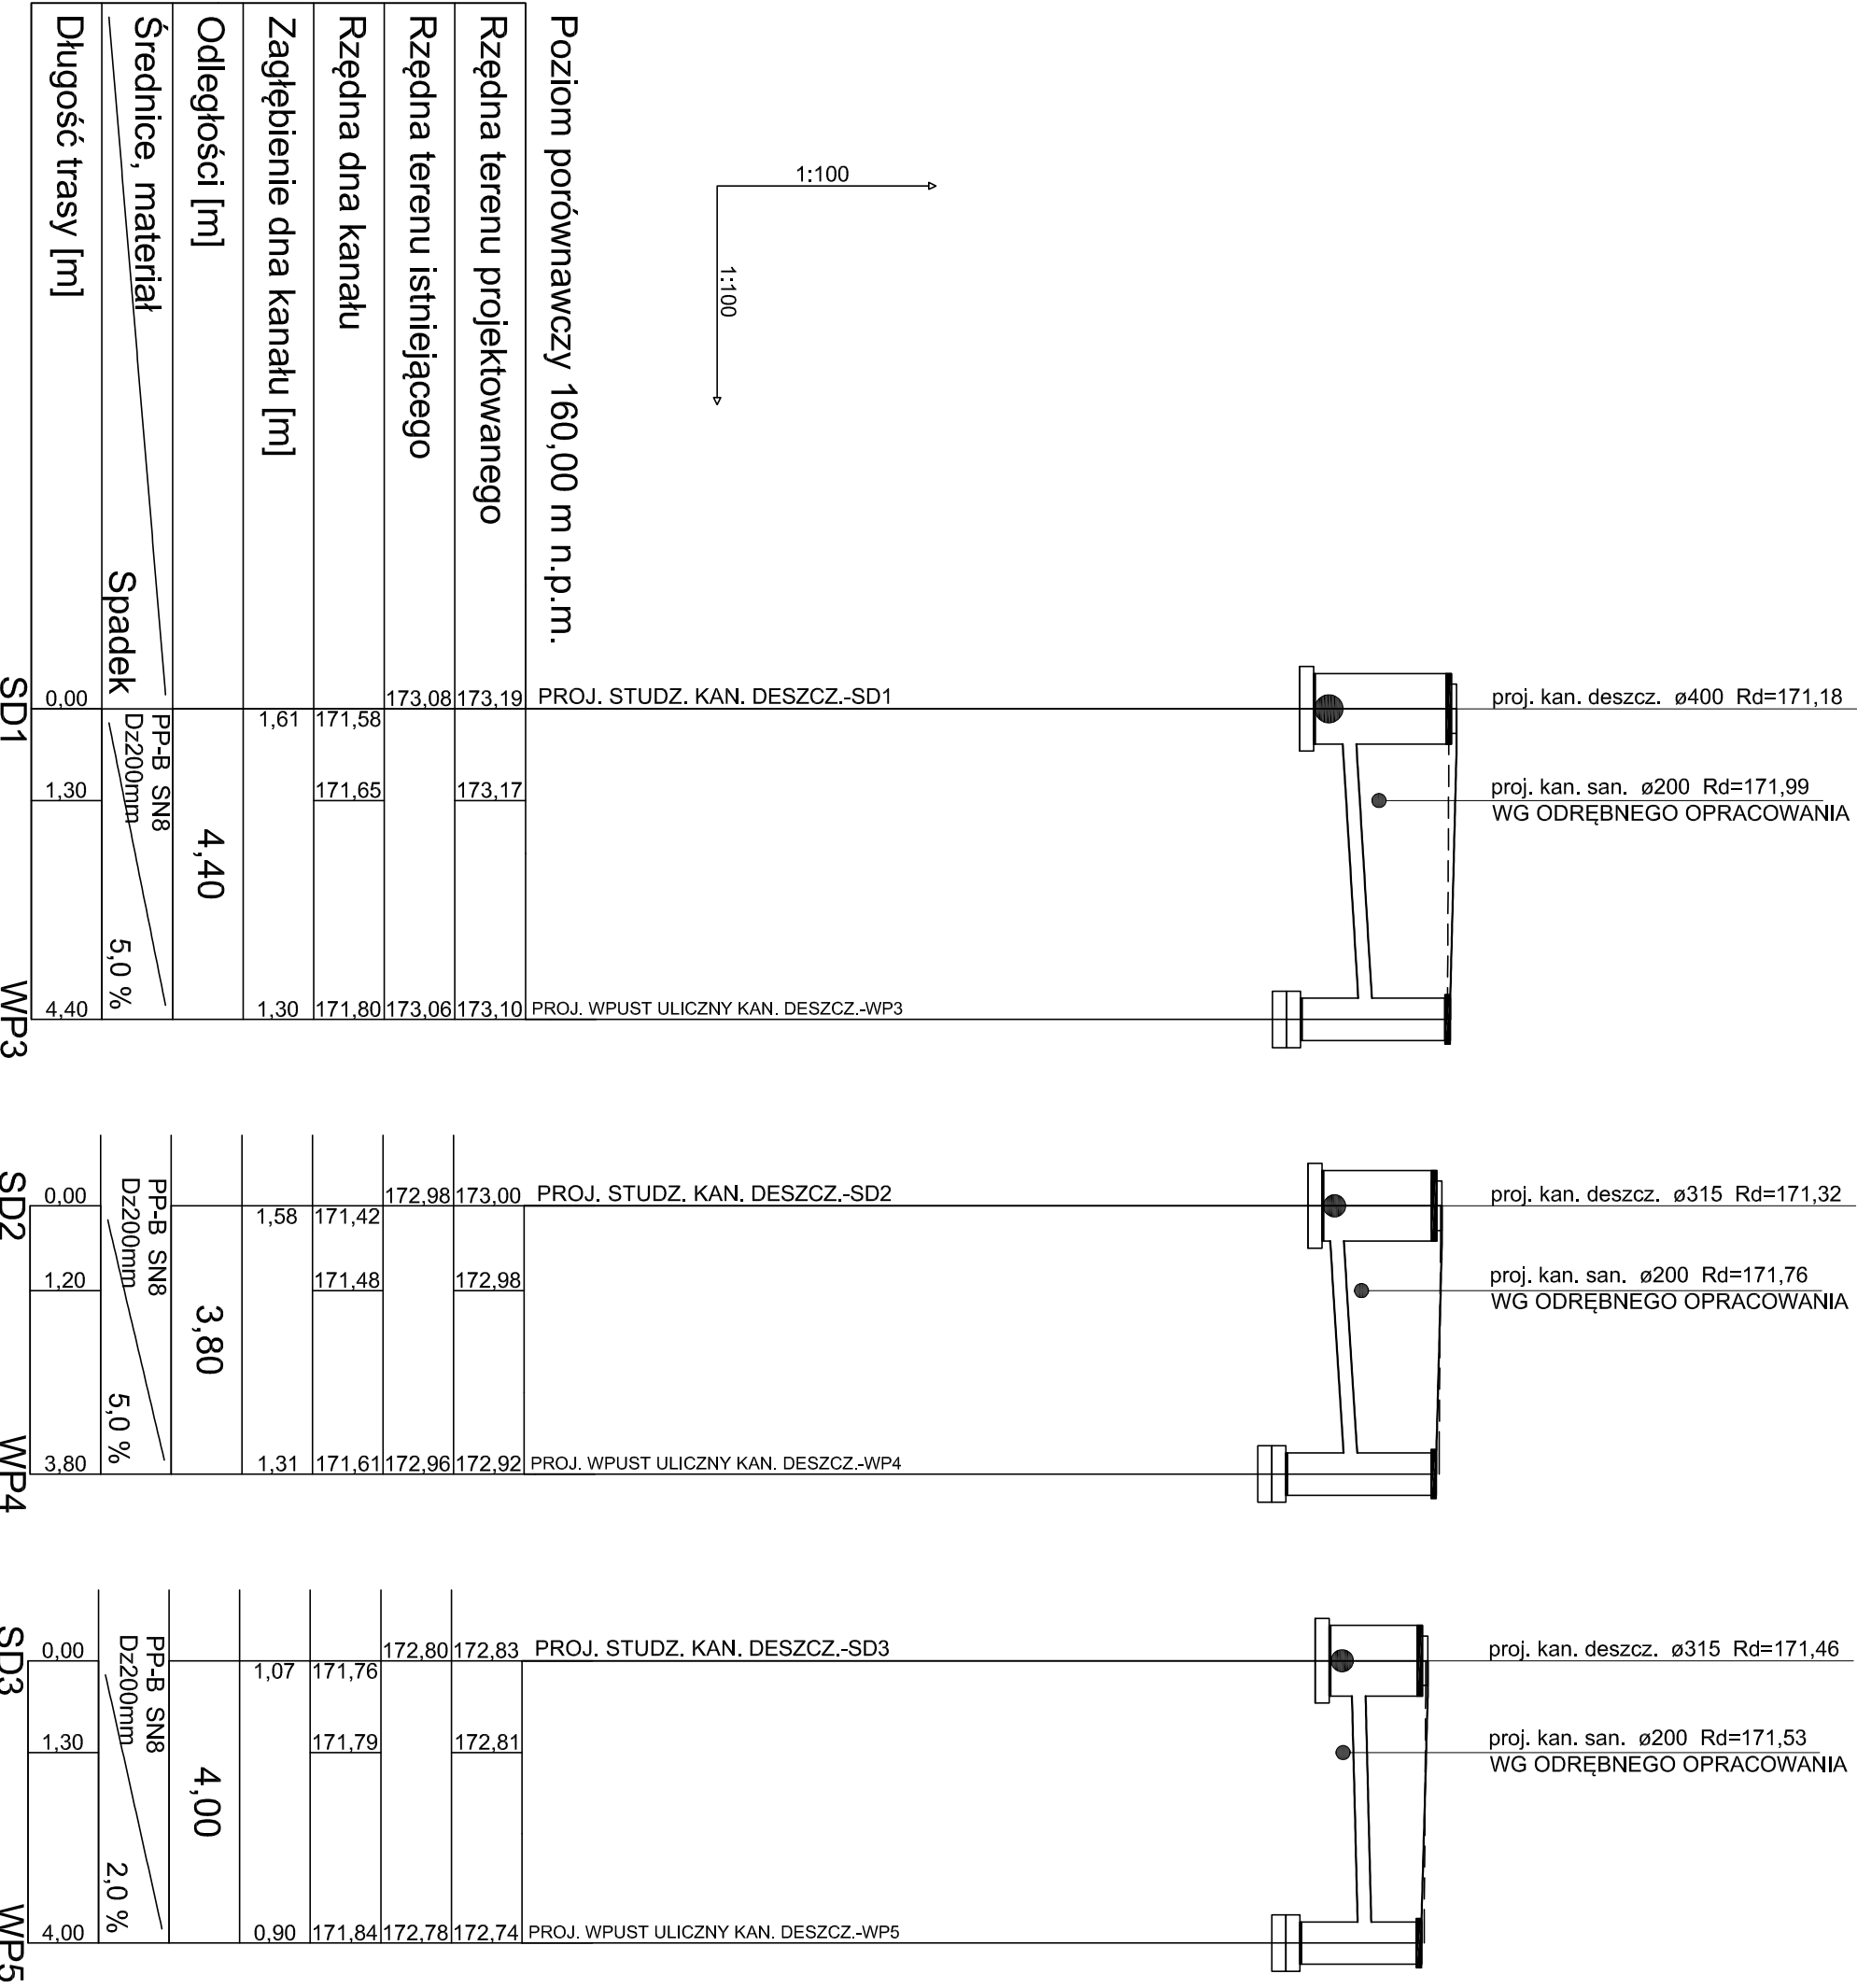 proj. kan. deszcz. ø400 Rd=171,18
proj. kan. san. ø200 Rd=171,99
WG ODRĘBNEGO OPRACOWANIA
proj. kan. deszcz. ø315 Rd=171,32
proj. kan. san. ø200 Rd=171,76
WG ODRĘBNEGO OPRACOWANIA
proj. kan. deszcz. ø315 Rd=171,46
proj. kan. san. ø200 Rd=171,53
WG ODRĘBNEGO OPRACOWANIA
1:100
1:100
Poziom porównawczy 160,00 m n.p.m.
PROJ. STUDZ. KAN. DESZCZ.-SD1
PROJ. WPUST ULICZNY KAN. DESZCZ.-WP3
PROJ. STUDZ. KAN. DESZCZ.-SD2
PROJ. WPUST ULICZNY KAN. DESZCZ.-WP4
PROJ. STUDZ. KAN. DESZCZ.-SD3
PROJ. WPUST ULICZNY KAN. DESZCZ.-WP5
Rzędna terenu projektowanego
173,19 173,17 173,10 173,00 172,98 172,92 172,83 172,81 172,74
Rzędna terenu istniejącego
173,08 173,06 172,98 172,96 172,80 172,78
Rzędna dna kanału
171,58 171,65 171,80 171,42 171,48 171,61 171,76 171,79 171,84
Zagłębienie dna kanału [m]
1,61 1,30 1,58 1,31 1,07 0,90
Odległości [m]
4,40 3,80 4,00
Średnice, materiał
Spadek
PP-B SN8
Dz200mm
5,0 %
PP-B SN8
Dz200mm
5,0 %
PP-B SN8
Dz200mm
2,0 %
Długość trasy [m]
0,00 1,30 4,40 0,00 1,20 3,80 0,00 1,30 4,00
SD1 WP3 SD2 WP4 SD3 WP5